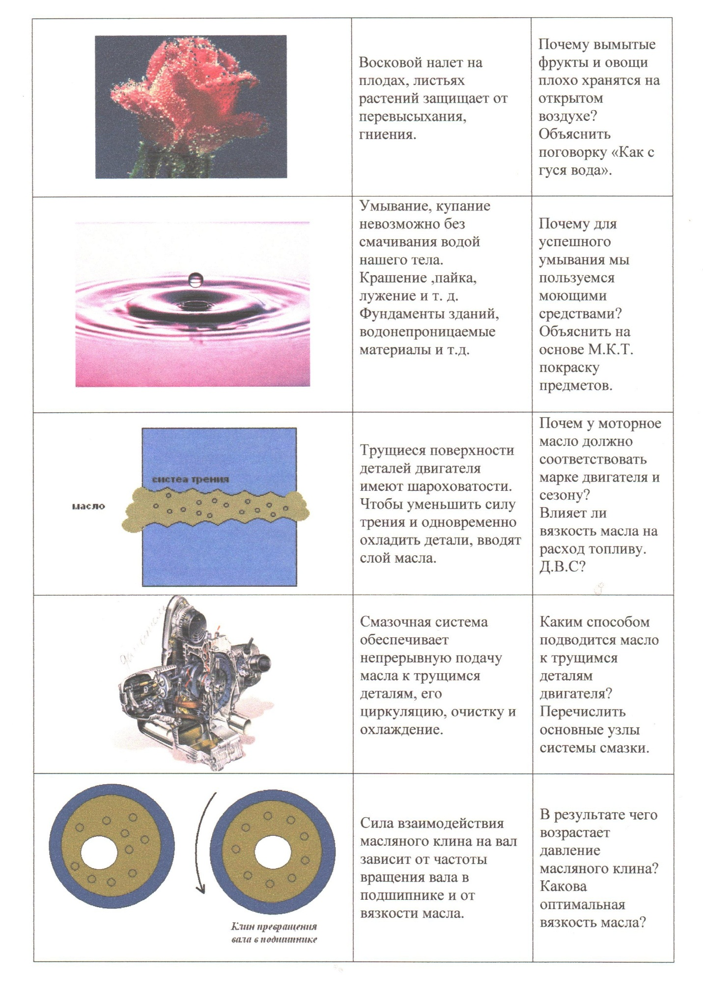 Восковой налет на
плодах, листьях
растений защищает от
перевысыхания,
гниения.
Почему вымытые
фрукты и овощи
плохо хранятся на
открытом
воздухе?
Объяснить
поговорку «Как с
гуся вода».
Умывание, купание
невозможно без
смачивания водой
нашего тела.
Крашение ,пайка,
лужение и т. д.
Фундаменты зданий,
водонепроницаемые
материалы и т.д.
Почему для
успешного
умывания мы
пользуемся
моющими
средствами?
Объяснить на
основе М.К.Т.
покраску
предметов.
систеа трения
масло
Трущиеся поверхности
деталей двигателя
имеют шароховатости.
Чтобы уменьшить силу
трения и одновременно
охладить детали, вводят
слой масла.
Почем у моторное
масло должно
соответствовать
марке двигателя и
сезону?
Влияет ли
вязкость масла на
расход топливу.
Д.В.С?
Смазочная система
обеспечивает
непрерывную подачу
масла к трущимся
деталям, его
циркуляцию, очистку и
охлаждение.
Каким способом
подводится масло
к трущимся
деталям
двигателя?
Перечислить
основные узлы
системы смазки.
Клин превращения
вала в подшипнике
Сила взаимодействия
масляного клина на вал
зависит от частоты
вращения вала в
подшипнике и от
вязкости масла.
В результате чего
возрастает
давление
масляного клина?
Какова
оптимальная
вязкость масла?